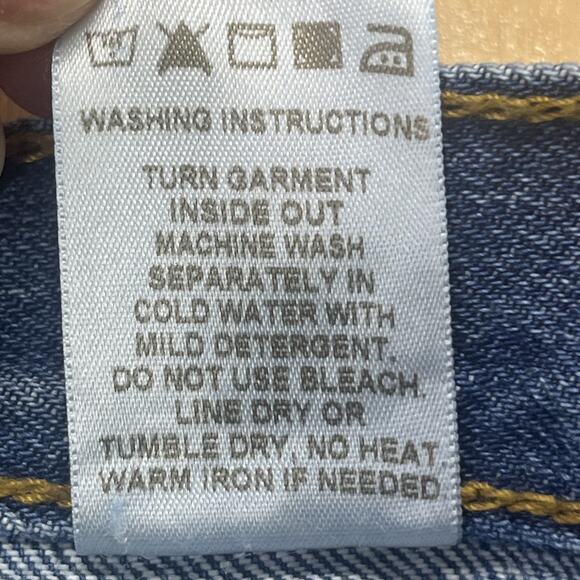 WASHING INSTRUCTIONS
TURN GARMENT
INSIDE OUT
MACHINE WASH
SEPARATELY IN
COLD WATER WITH
MILD DETERGENT.
DO NOT USE BLEACH.
LINE DRY OR
TUMBLE DRY, NO HEAT
WARM IRON IF NEEDED